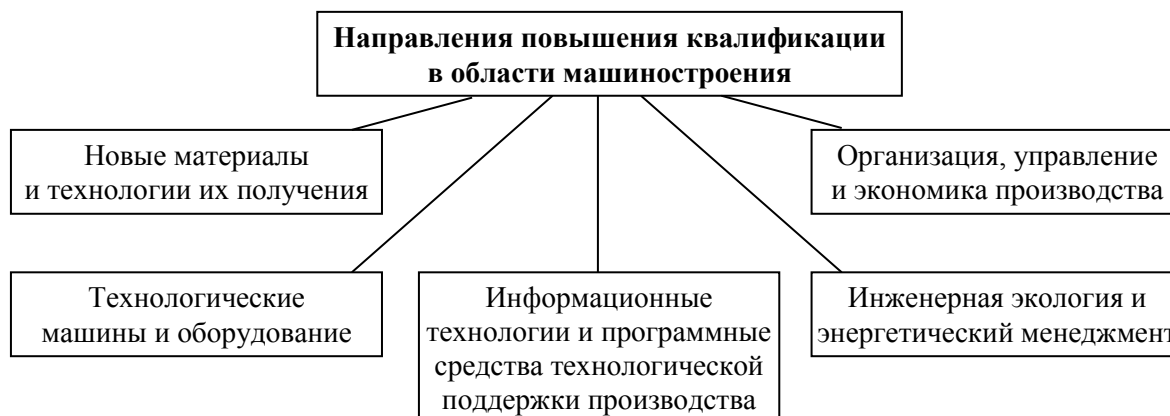 Направления повышения квалификации
в области машиностроения
Новые материалы
и технологии их получения
Организация, управление
и экономика производства
Технологические
машины и оборудование
Информационные
технологии и программные
средства технологической
поддержки производства
Инженерная экология и
энергетический менеджмент